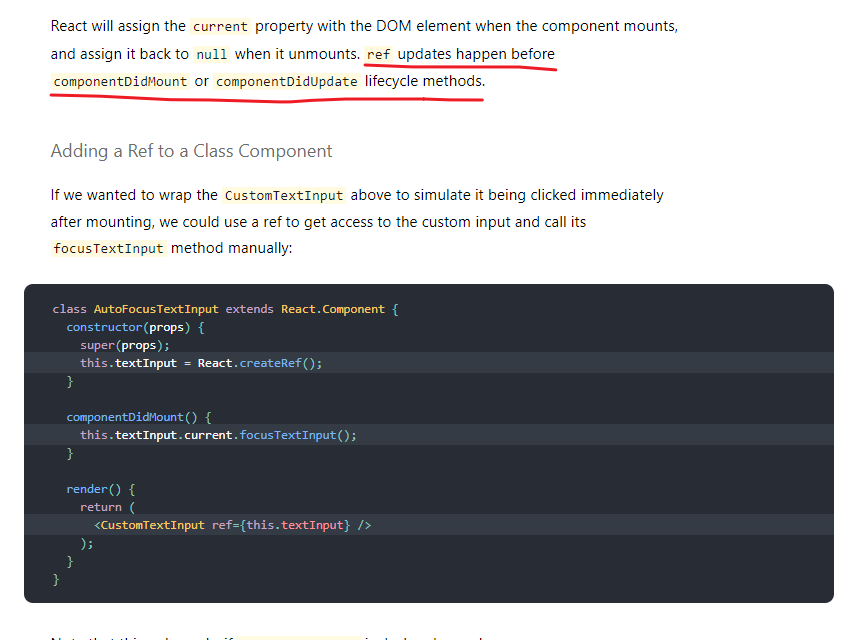 React will assign the current property with the DOM element when the component mounts,
and assign it back to null when it unmounts. ref updates happen before
componentDidMount or componentDidUpdate lifecycle methods.
Adding a Ref to a Class Component
If we wanted to wrap the CustomTextInput above to simulate it being clicked immediately
after mounting, we could use a ref to get access to the custom input and call its
focusTextInput method manually:
class AutoFocusTextInput extends React.Component {
  constructor(props) {
    super(props);
    this.textInput = React.createRef();
  }
  componentDidMount() {
    this.textInput.current.focusTextInput();
  }
  render() {
    return (
      <CustomTextInput ref={this.textInput} />
    );
  }
}